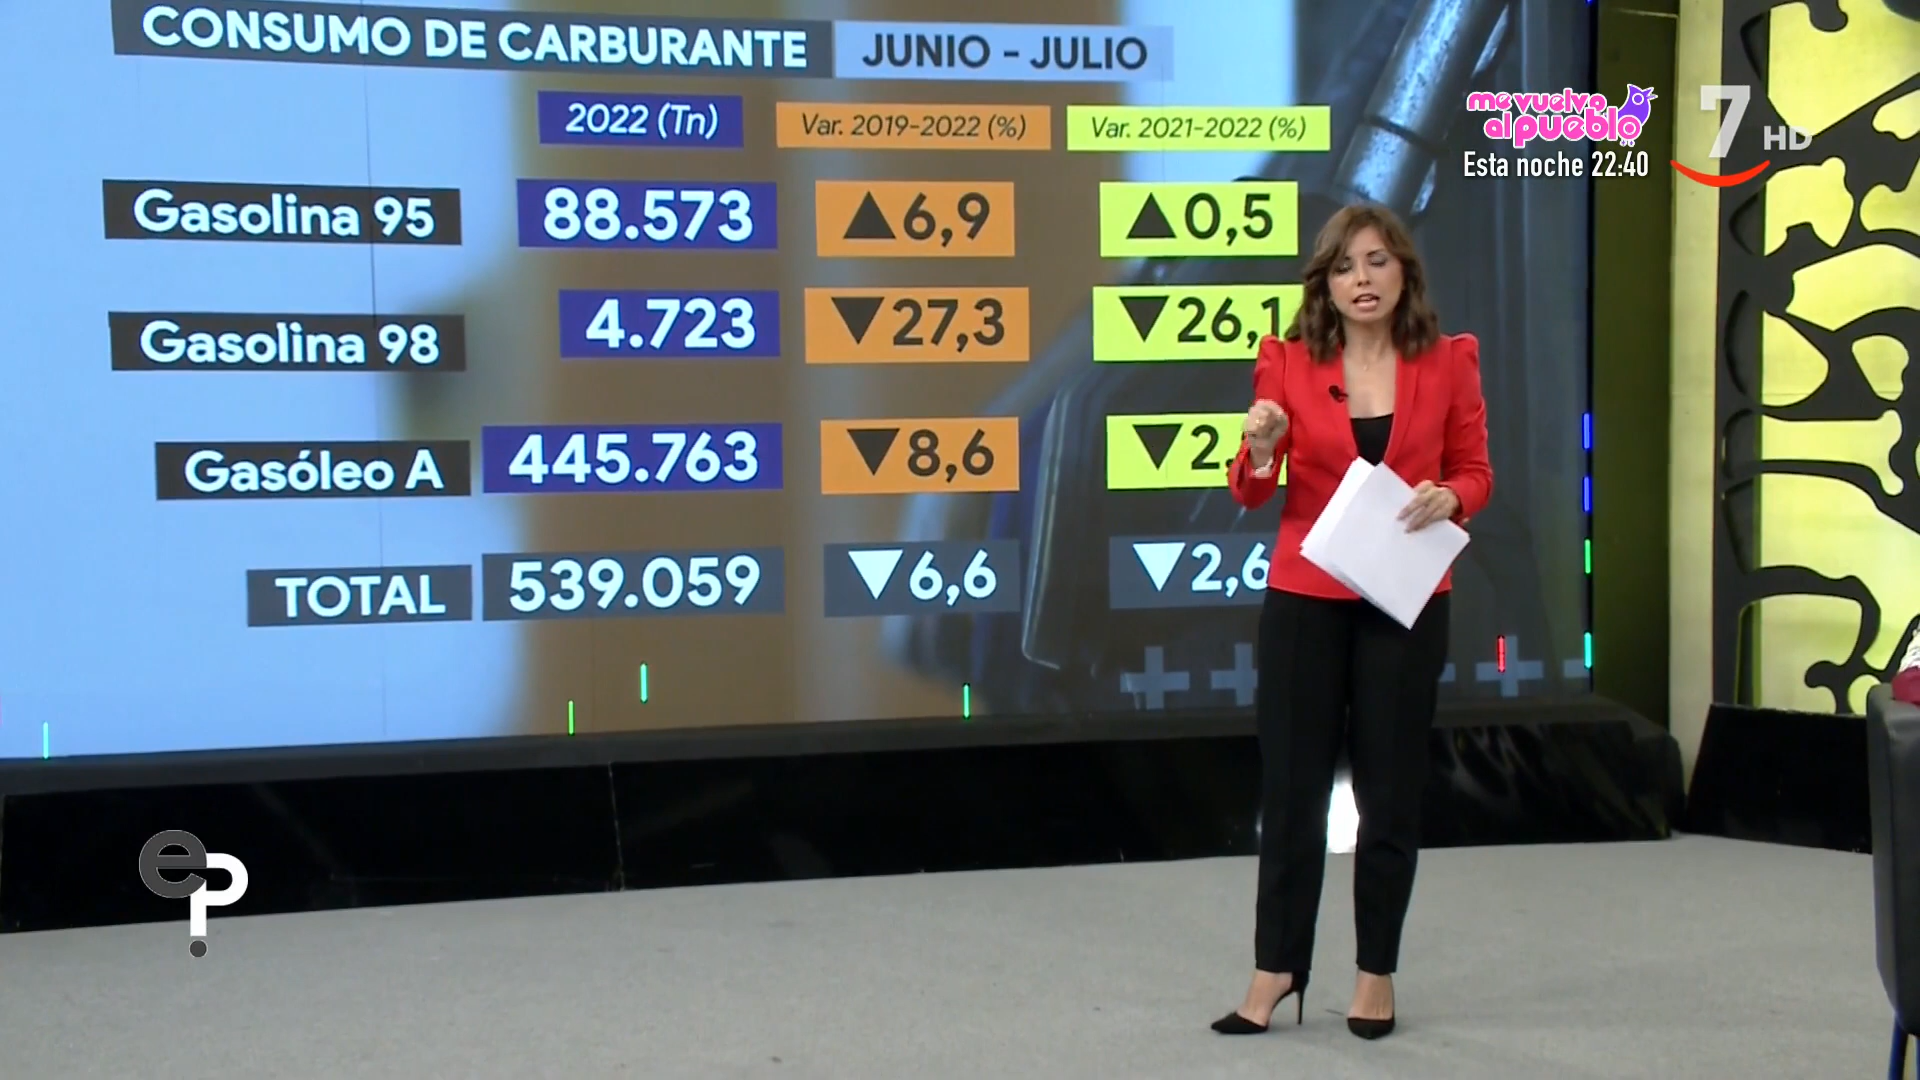 CONSUMO DE CARBURANTE JUNIO - JULIO
2022 (Tn) Var. 2019-2022 (%) Var. 2021-2022 (%)
Gasolina 95 88.573 ▲6,9 ▲0,5
Gasolina 98 4.723 ▼27,3 ▼26,1
Gasóleo A 445.763 ▼8,6 ▼2.
TOTAL 539.059 ▼6,6 ▼2,6
me vuelvo
al pueblo
Esta noche 22:40
7 HD
eP